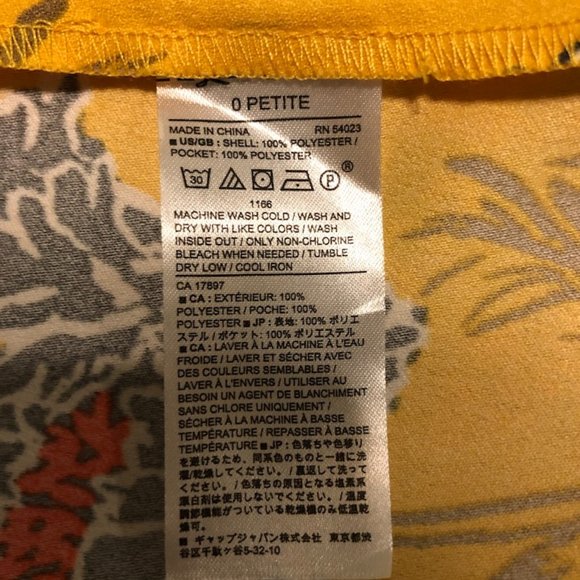 0 PETITE
MADE IN CHINA RN 54023
■ US/GB : SHELL: 100% POLYESTER /
POCKET: 100% POLYESTER
30 P ®
1166
MACHINE WASH COLD / WASH AND
DRY WITH LIKE COLORS / WASH
INSIDE OUT / ONLY NON-CHLORINE
BLEACH WHEN NEEDED / TUMBLE
DRY LOW / COOL IRON
CA 17897
■ CA : EXTÉRIEUR: 100%
POLYESTER / POCHE: 100%
POLYESTER ■ JP : 表地: 100% ポリエ
ステル / ポケット: 100% ポリエステル
■ CA : LAVER À LA MACHINE À L'EAU
FROIDE / LAVER ET SÉCHER AVEC
DES COULEURS SEMBLABLES /
LAVER À L'ENVERS / UTILISER AU
BESOIN UN AGENT DE BLANCHIMENT
SANS CHLORE UNIQUEMENT /
SÉCHER À LA MACHINE À BASSE
TEMPÉRATURE / REPASSER À BASSE
TEMPÉRATURE ■ JP : 色落ちや色移り
を避けるため、同系色のものと一緒に洗
/乾燥してください。/ 裏返して洗って
ください。/ 色落ちの原因となる塩素系
漂白剤は使用しないでください。/ 温度
調節機能がついている乾燥機のみ低温乾燥
可。
■ ギャップジャパン株式会社 東京都渋
谷区千駄ヶ谷5-32-10